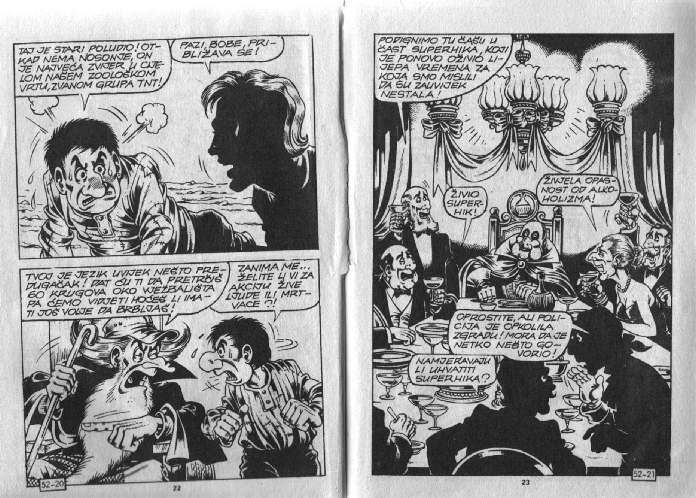 TAJ JE STARI POLUDIO! OT-
KAD NEMA NOSONJE, ON
JE NAJVEĆA ZVIJER U CIJE-
LOM NAŠEM ZOOLOŠKOM
VRTU, ZVANOM GRUPA TNT!
PAZI, BOBE, PRI-
BLIŽAVA SE!
TVOJ JE JEZIK UVIJEK NEŠTO PRE-
DUGAČAK! DAT ĆU TI DA PRETRČIŠ
60 KRUGOVA OKO VJEŽBALIŠTA
PA ĆEMO VIDJETI HOĆEŠ LI IMA-
TI JOŠ VOLJE DA BRBLJAŠ!
ZANIMA ME...
ŽELITE LI VI ZA
AKCIJU ŽIVE
LJUDE ILI MRT-
VACE?!
52-20
22
PODIGNIMO TU ČAŠU U
ČAST SUPERHIKA, KOJI
JE PONOVO OŽIVIO LI-
JEPA VREMENA ZA
KOJA SMO MISLILI
DA SU ZAUVIJEK
NESTALA!
ŽIVIO
SUPER-
HIK!
ŽIVJELA OPAS-
NOST OD ALKO-
HOLIZMA!
OPROSTITE, ALI POLI-
CIJA JE OPKOLILA
ZGRADU! MORA DA JE
NETKO NEŠTO GO-
VORIO!
NAMJERAVAJU
LI UHVATITI
SUPERHIKA?
23
52-21